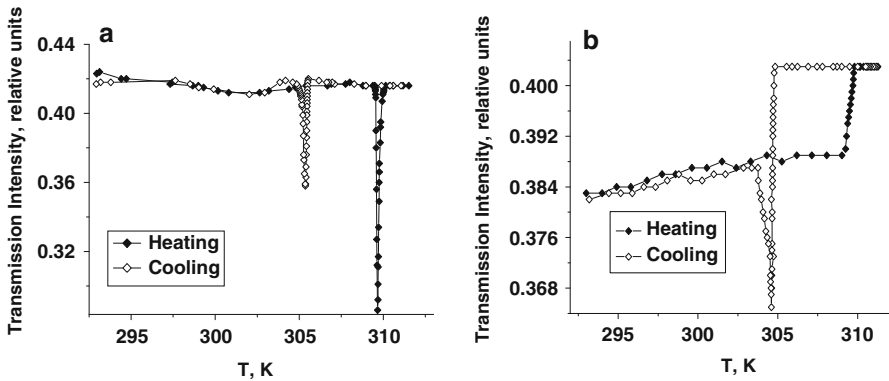 a
Transmission Intensity, relative units
0.44
0.40
0.36
0.32
Heating
Cooling
295
300
305
310
T, K
b
Transmission Intensity, relative units
0.400
0.392
0.384
0.376
0.368
Heating
Cooling
295
300
305
310
T, K